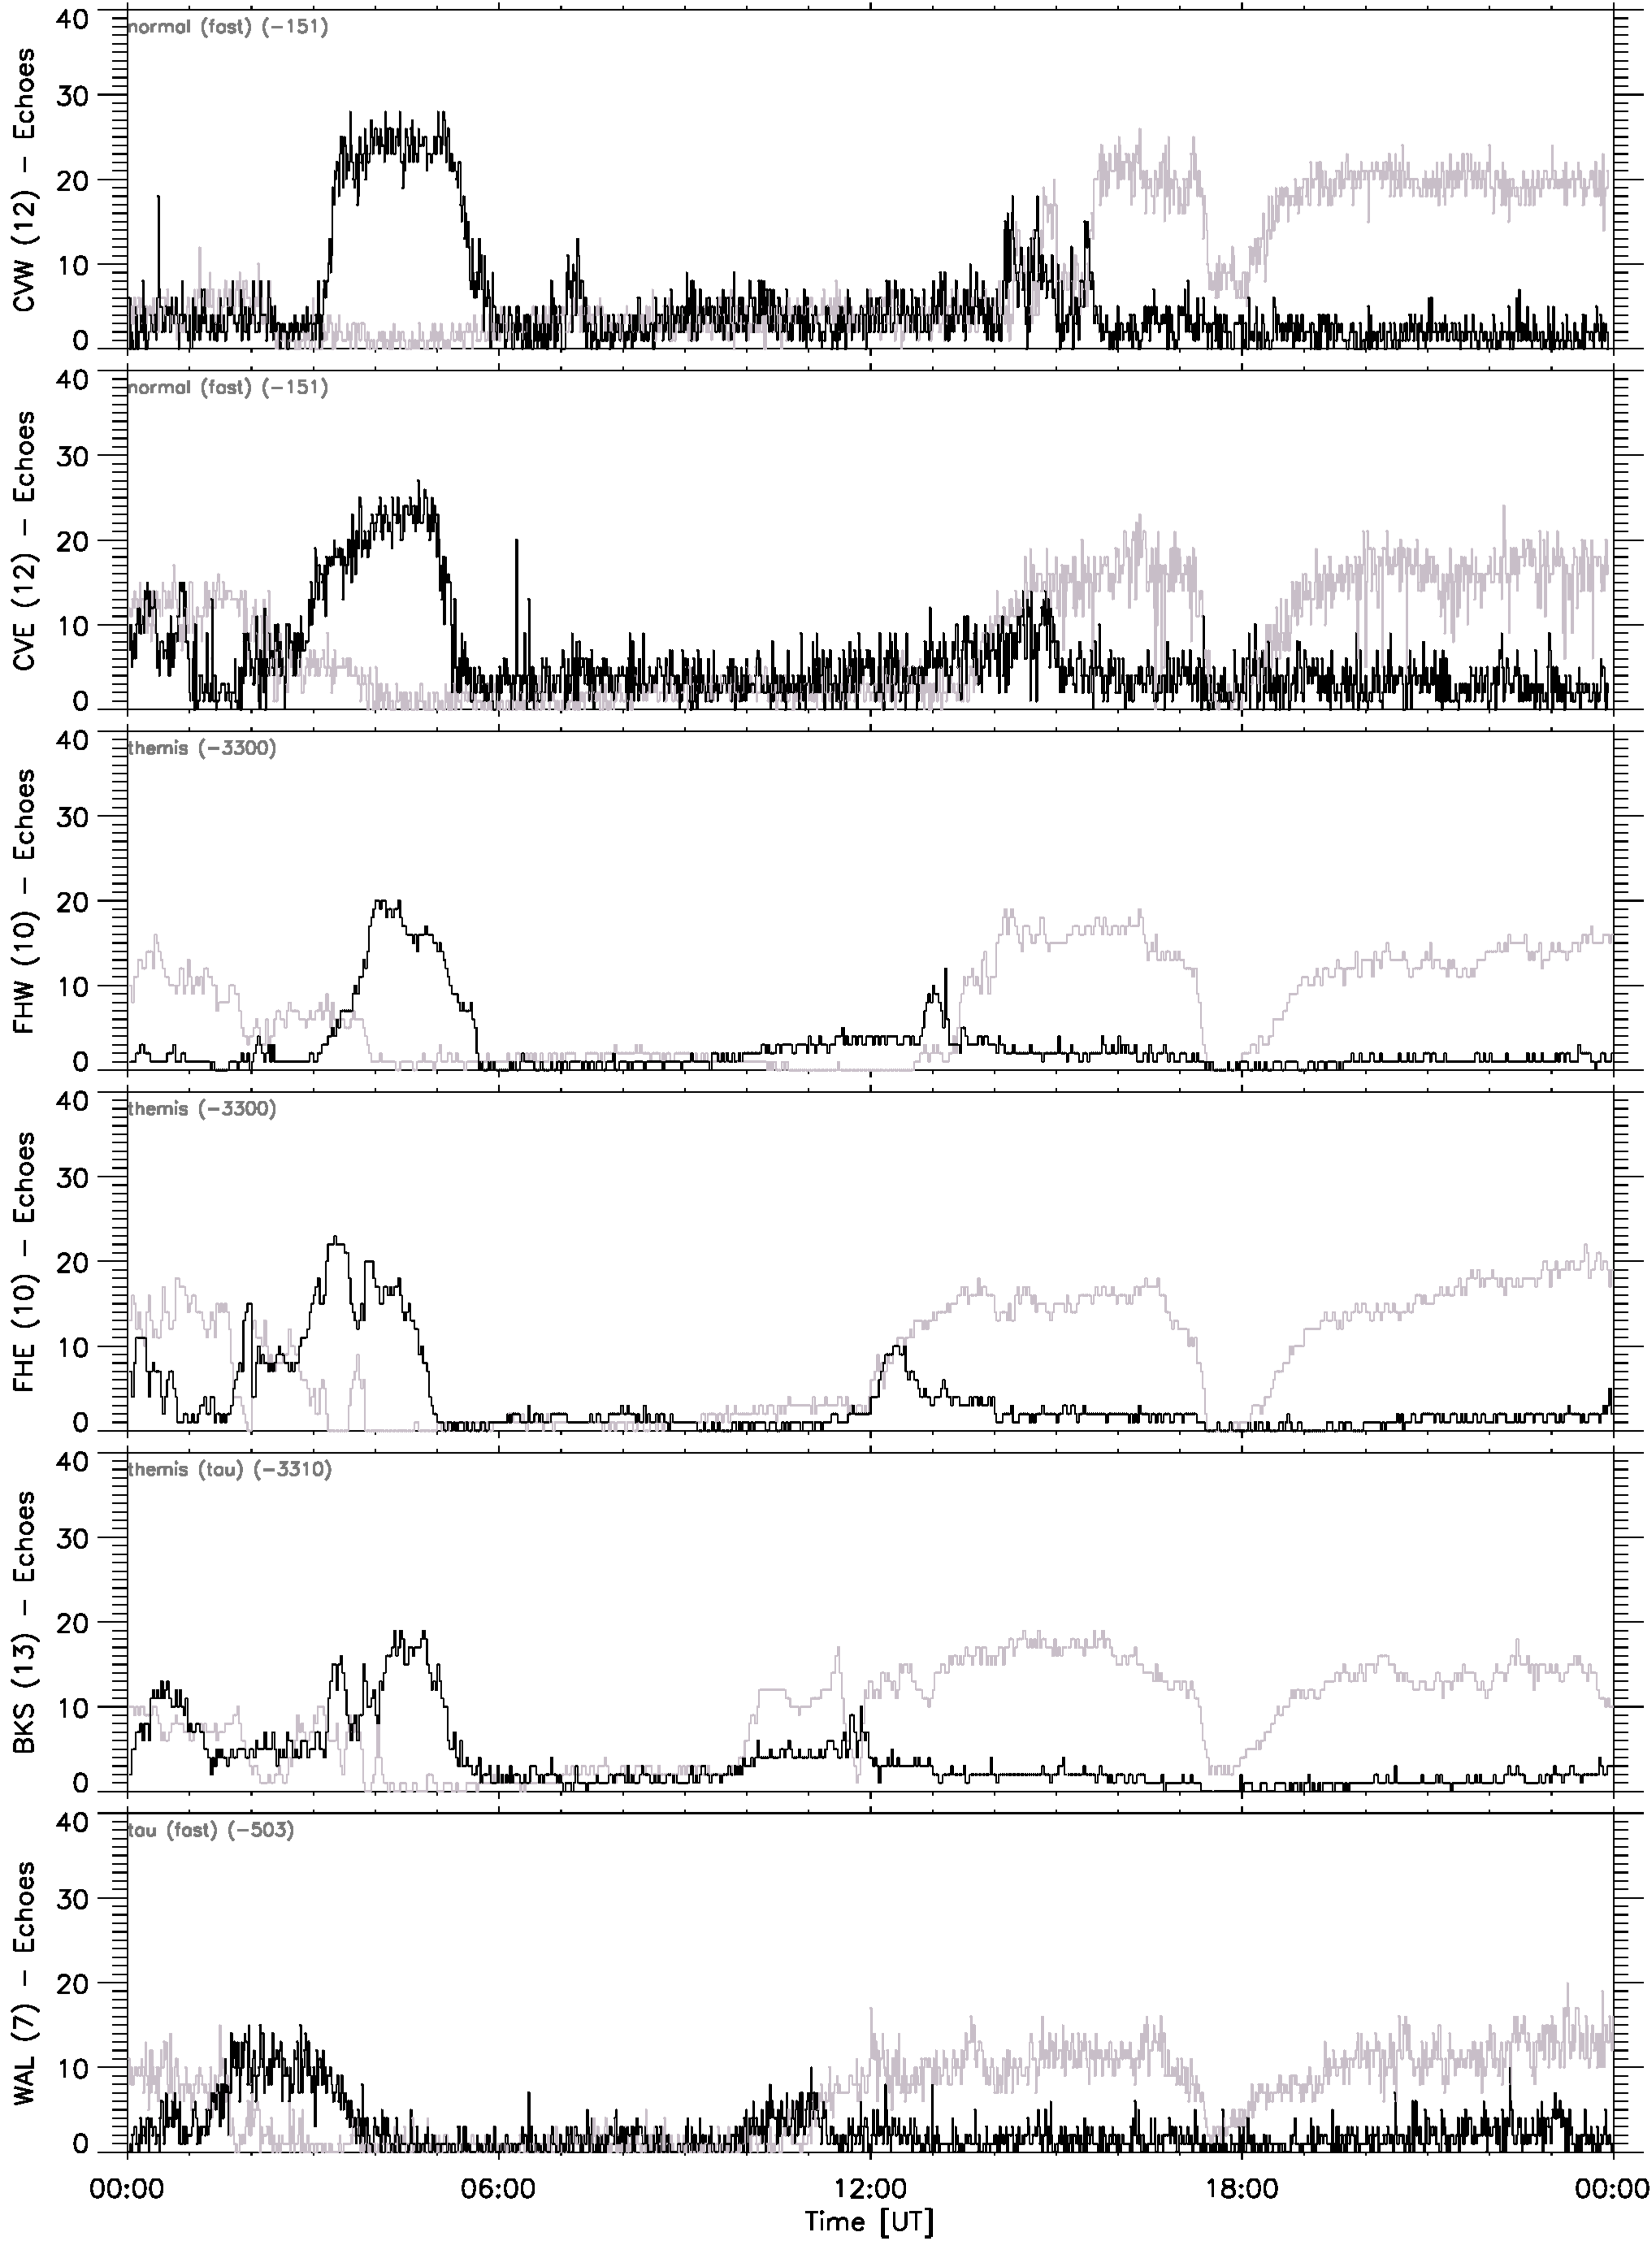 CVW (12) - Echoes
normal (fast) (-151)
40
30
20
10
0
CVE (12) - Echoes
normal (fast) (-151)
40
30
20
10
0
FHW (10) - Echoes
themis (-3300)
40
30
20
10
0
FHE (10) - Echoes
themis (-3300)
40
30
20
10
0
BKS (13) - Echoes
themis (tau) (-3310)
40
30
20
10
0
WAL (7) - Echoes
tau (fast) (-503)
40
30
20
10
0
00:00 06:00 12:00 18:00 00:00
Time [UT]